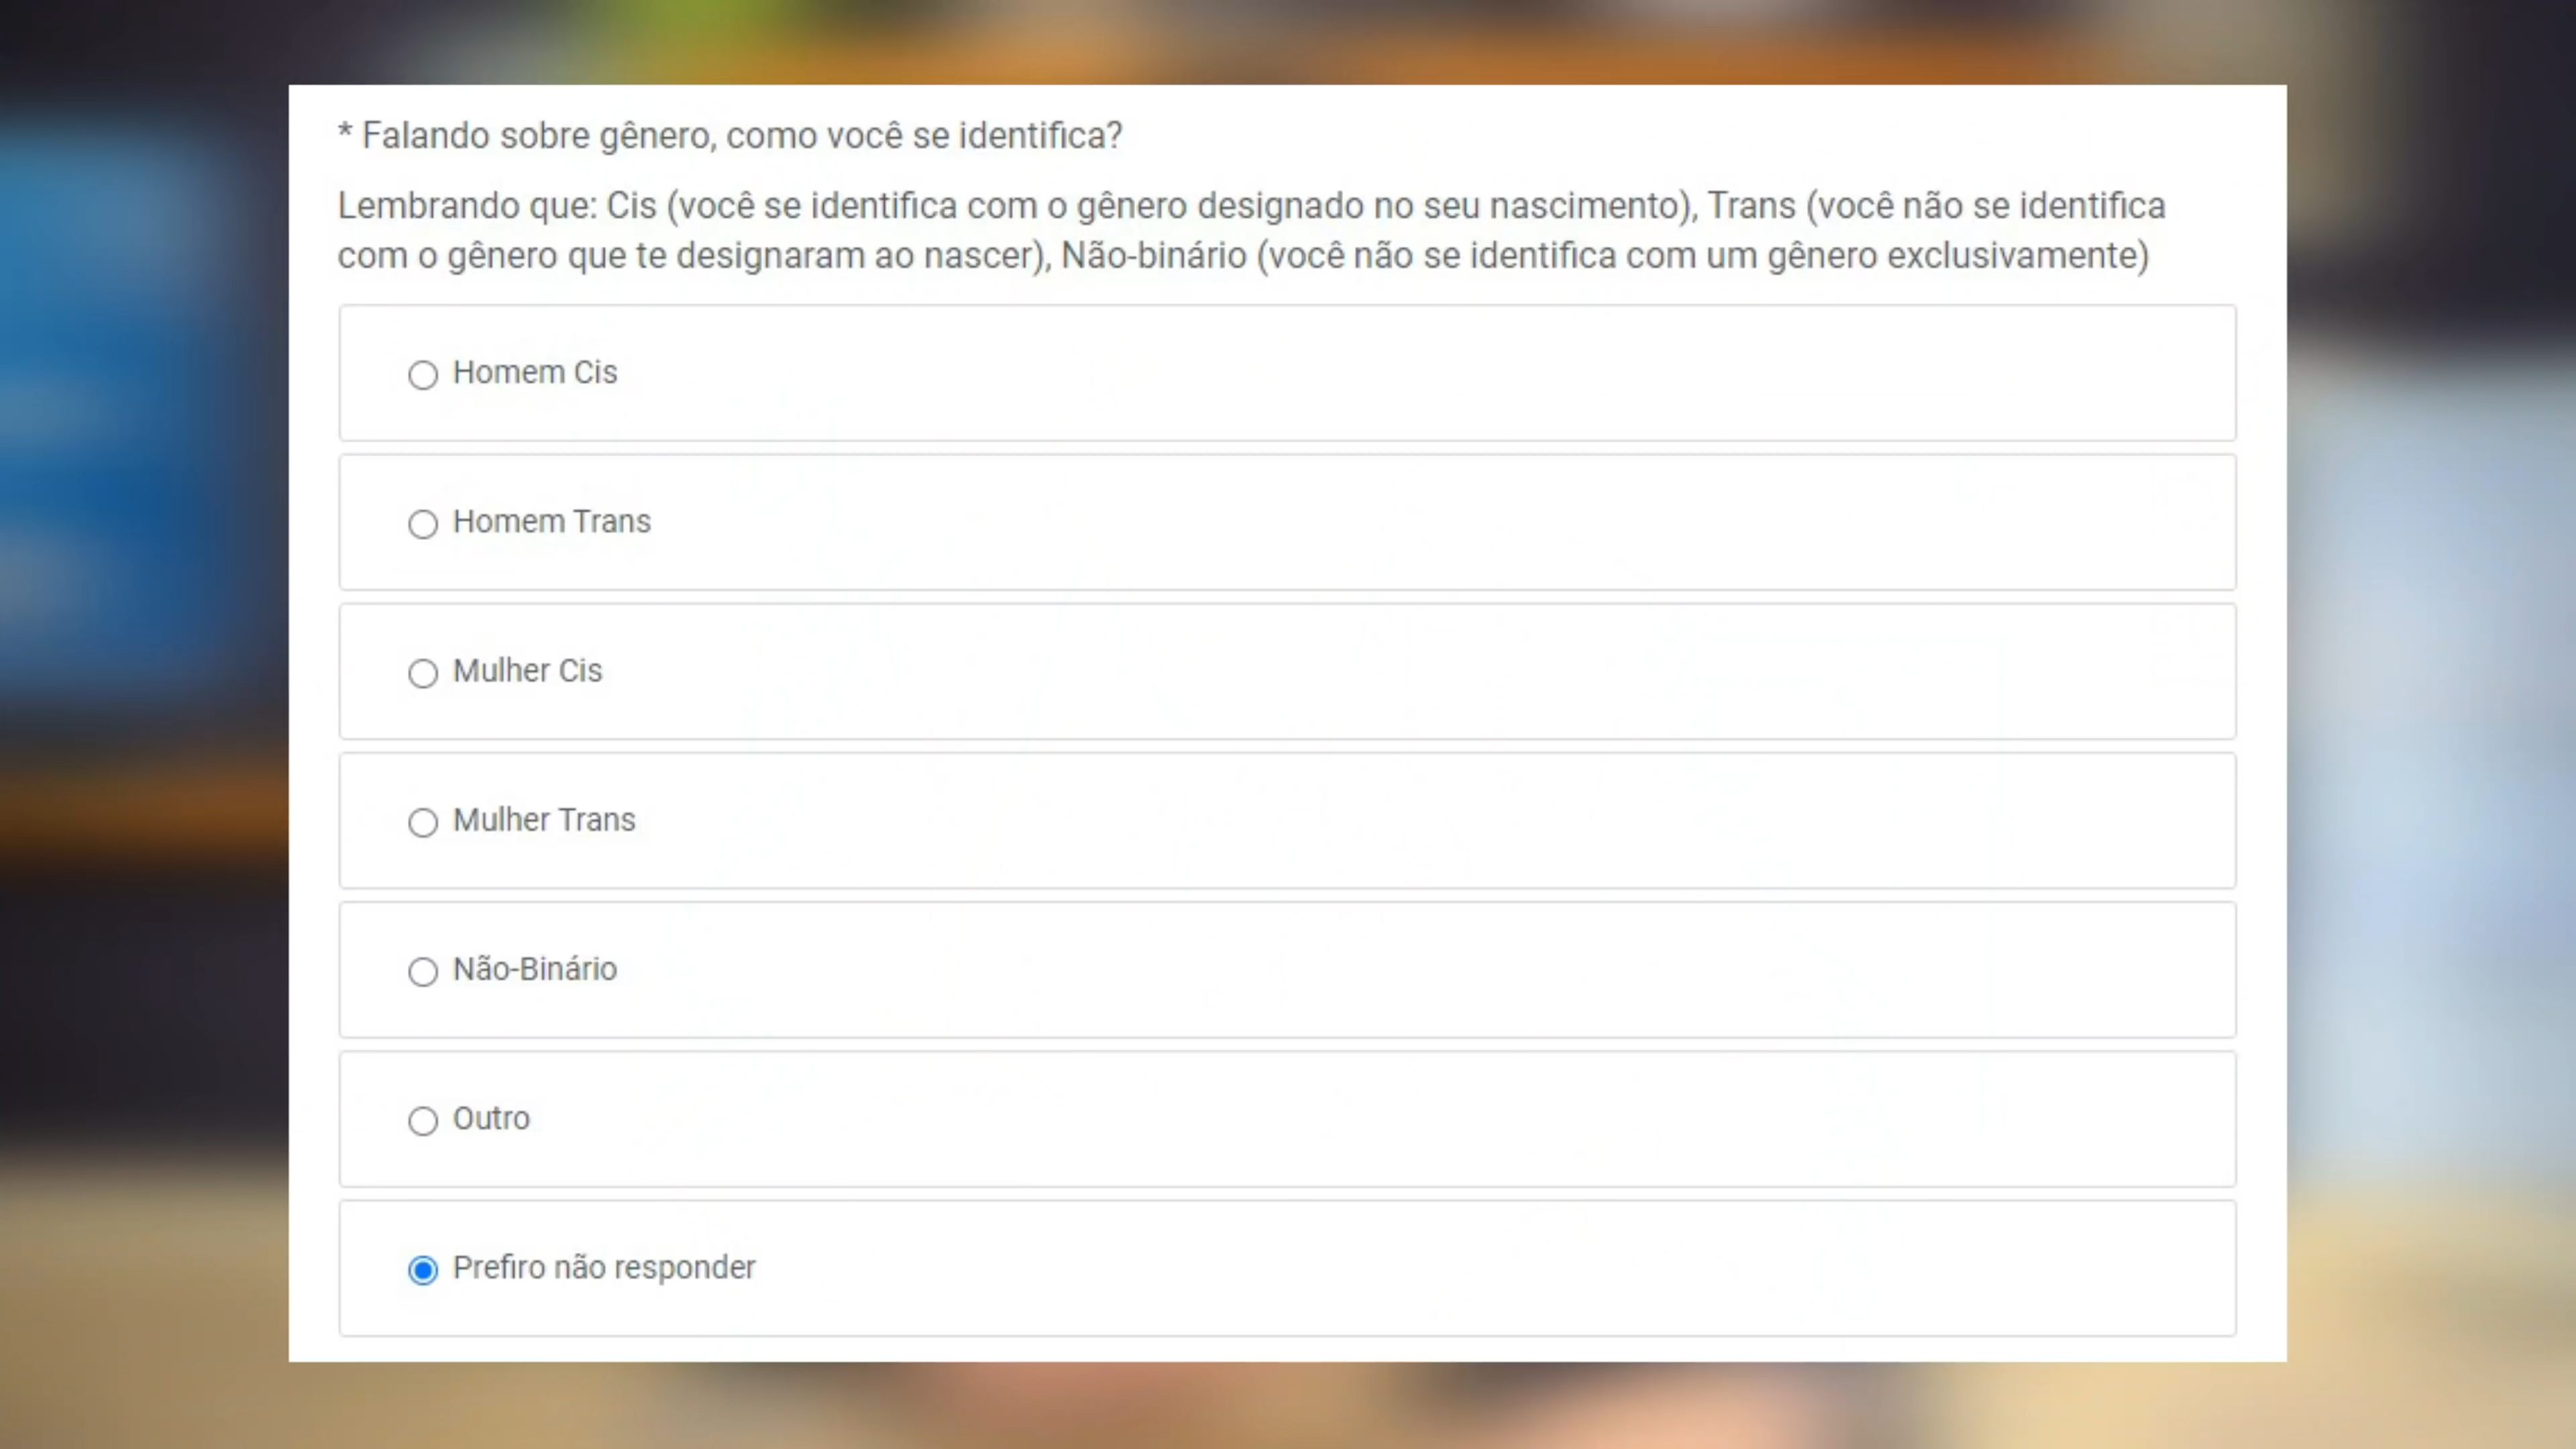 * Falando sobre gênero, como você se identifica?
Lembrando que: Cis (você se identifica com o gênero designado no seu nascimento), Trans (você não se identifica
com o gênero que te designaram ao nascer), Não-binário (você não se identifica com um gênero exclusivamente)
Homem Cis
Homem Trans
Mulher Cis
Mulher Trans
Não-Binário
Outro
Prefiro não responder